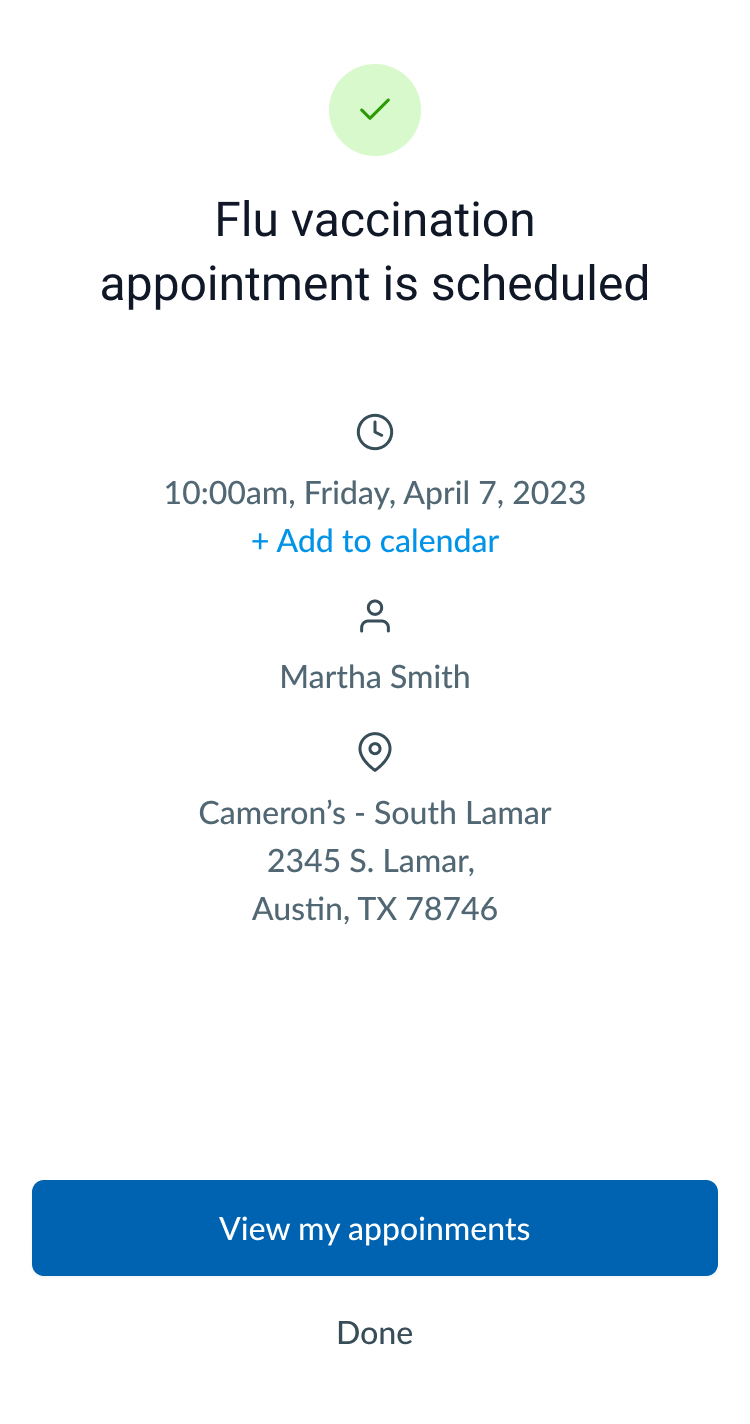 Flu vaccination
appointment is scheduled
10:00am, Friday, April 7, 2023
+ Add to calendar
Martha Smith
Cameron’s - South Lamar
2345 S. Lamar,
Austin, TX 78746
View my appoinments
Done